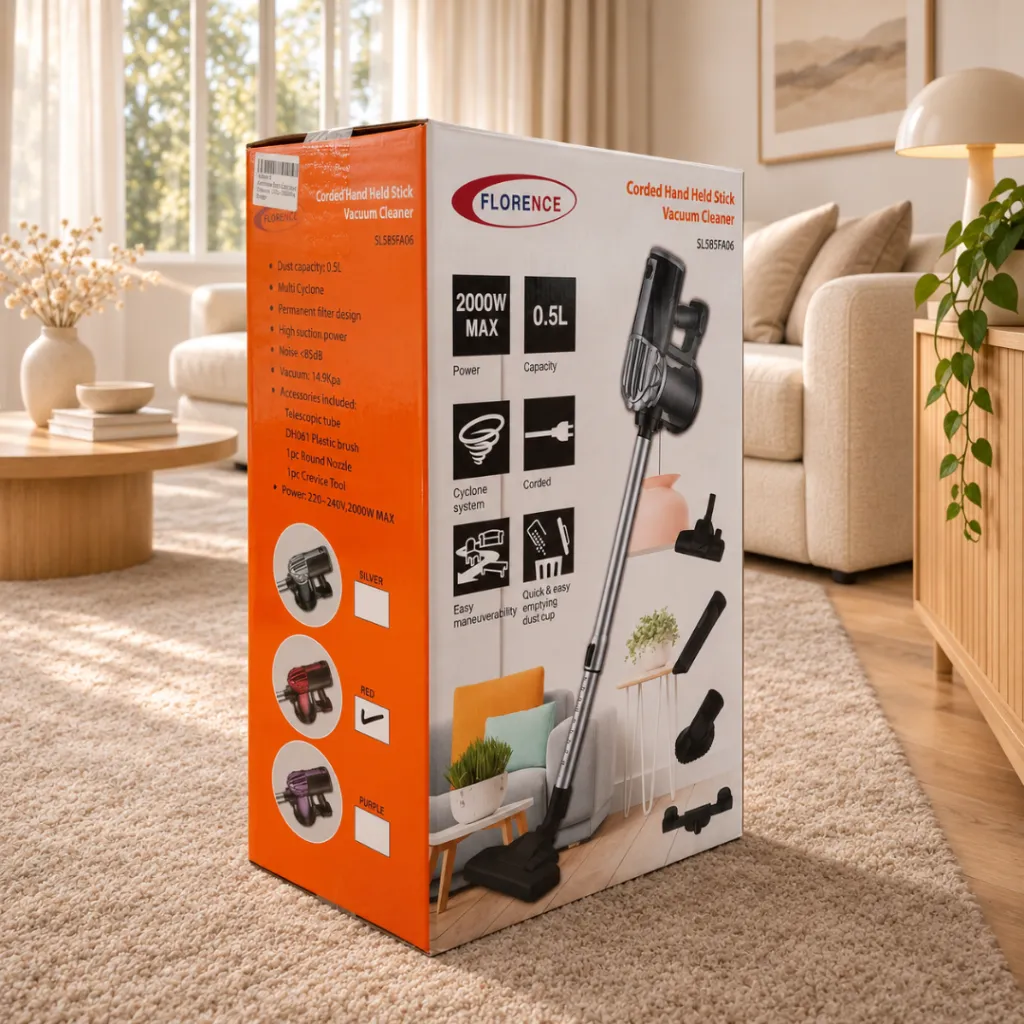 FLORENCE
Corded Hand Held Stick
Vacuum Cleaner
SL585FA06
• Dust capacity: 0.5L
• Multi Cyclone
• Permanent filter design
• High suction power
• Noise <85dB
• Vacuum: 14.9Kpa
• Accessories included:
Telescopic tube
DH061 Plastic brush
1pc Round Nozzle
1pc Crevice Tool
• Power: 220~240V, 2000W MAX
SILVER
RED
PURPLE
FLORENCE
Corded Hand Held Stick
Vacuum Cleaner
SL585FA06
2000W
MAX
Power
0.5L
Capacity
Cyclone
system
Corded
Easy
maneuverability
Quick & easy
emptying
dust cup